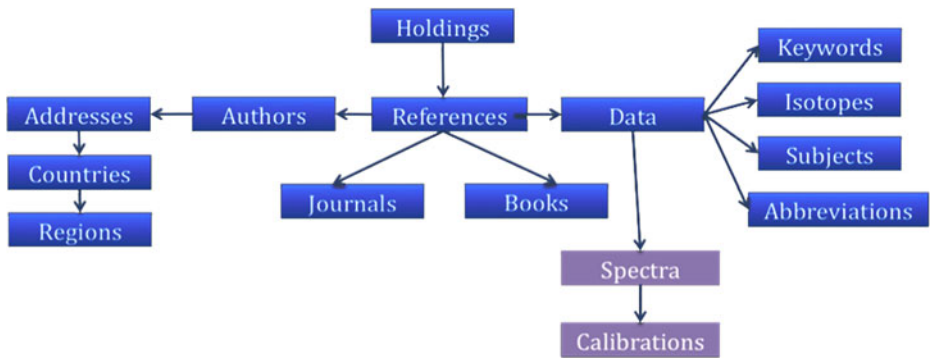 Holdings
Keywords
Isotopes
Addresses
Authors
References
Data
Subjects
Countries
Journals
Books
Abbreviations
Regions
Spectra
Calibrations